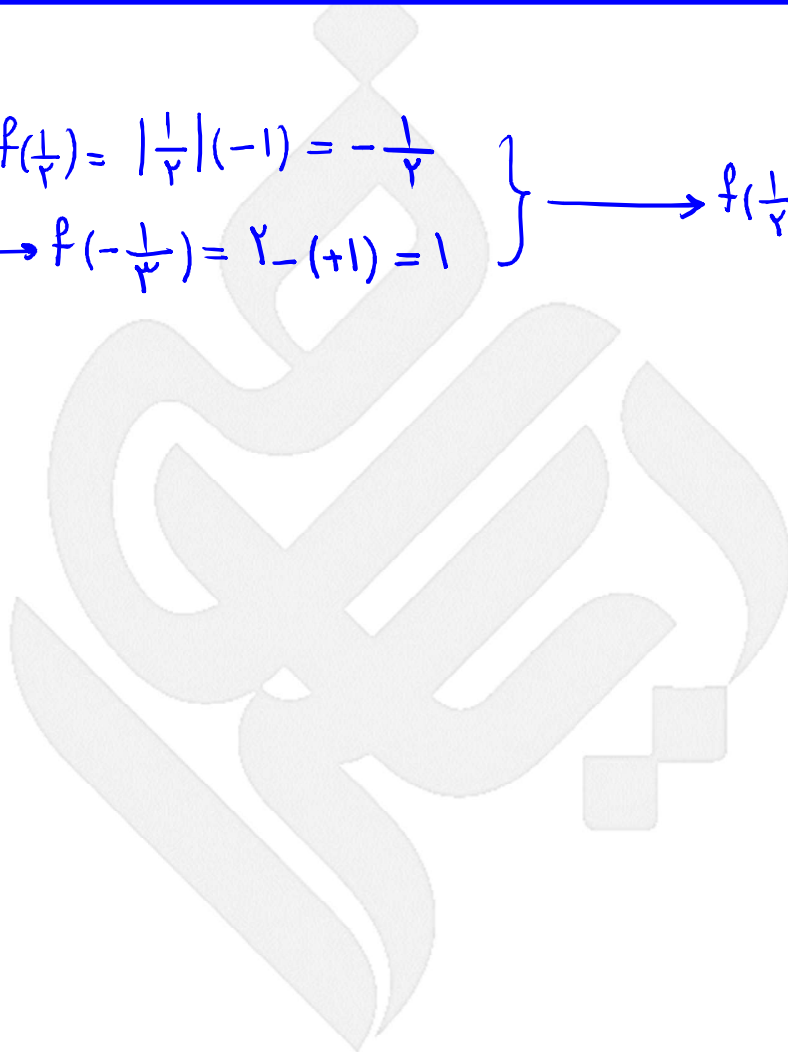 f(۱/۲) = |۱/۲|(−۱) = −۱/۲ } → f(۱/۲
→ f(−۱/۳) = ۲ − (+۱) = ۱